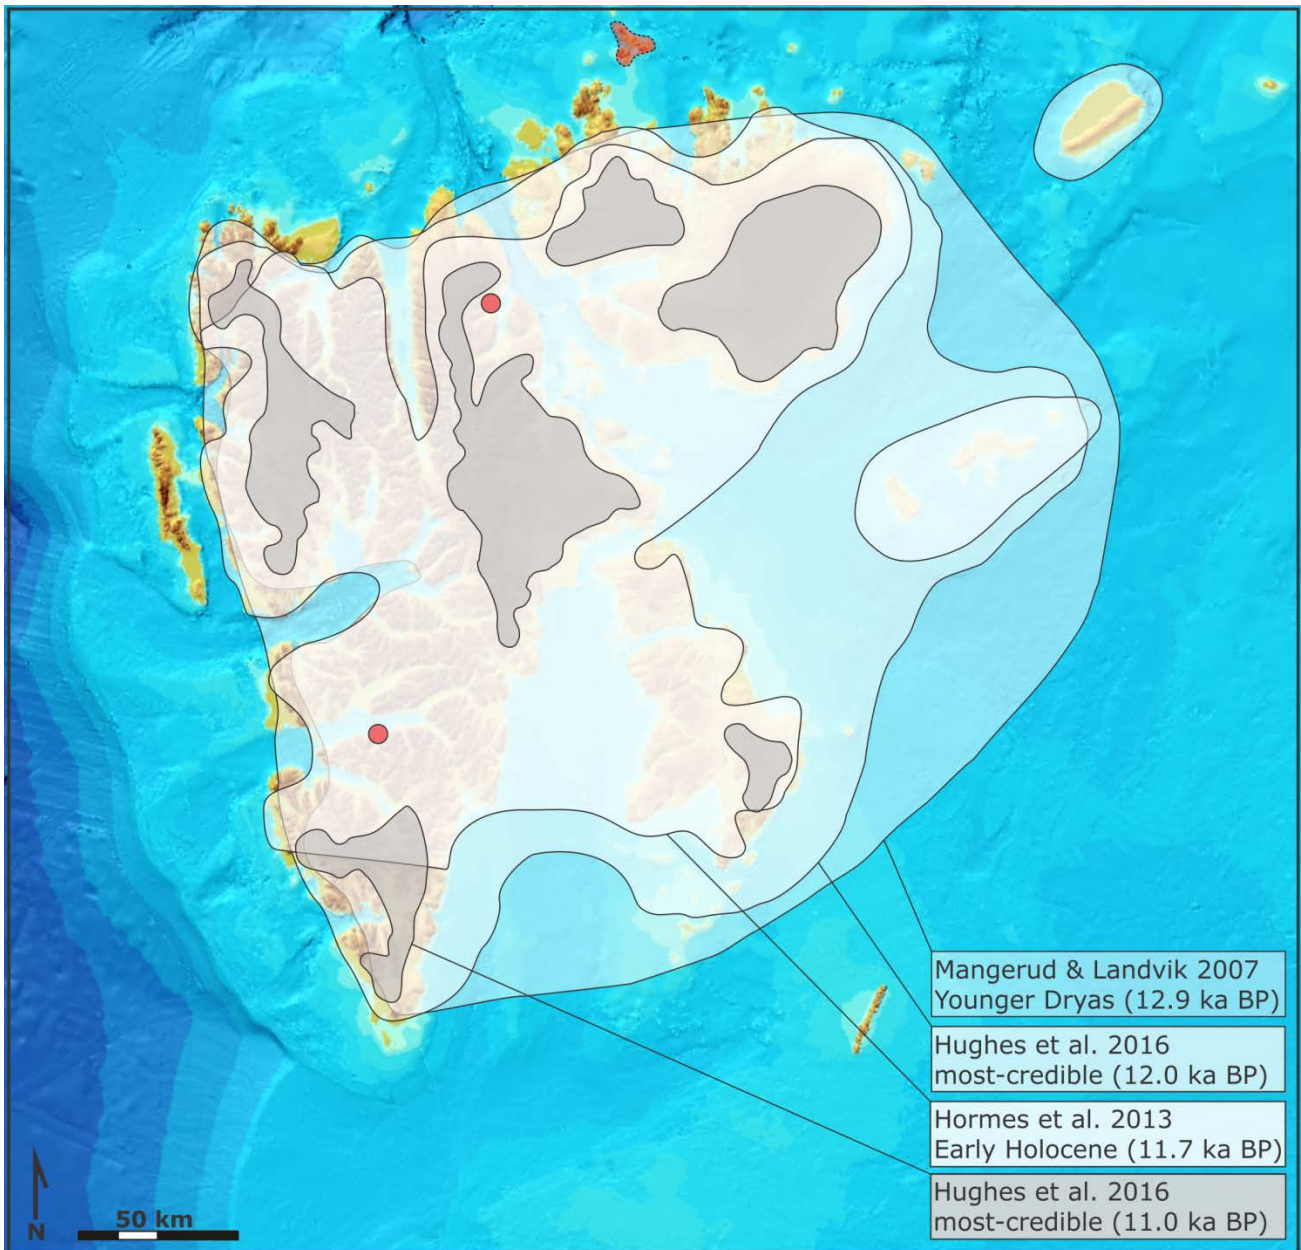 Mangerud & Landvik 2007
Younger Dryas (12.9 ka BP)
Hughes et al. 2016
most-credible (12.0 ka BP)
Hormes et al. 2013
Early Holocene (11.7 ka BP)
Hughes et al. 2016
most-credible (11.0 ka BP)
N
50 km